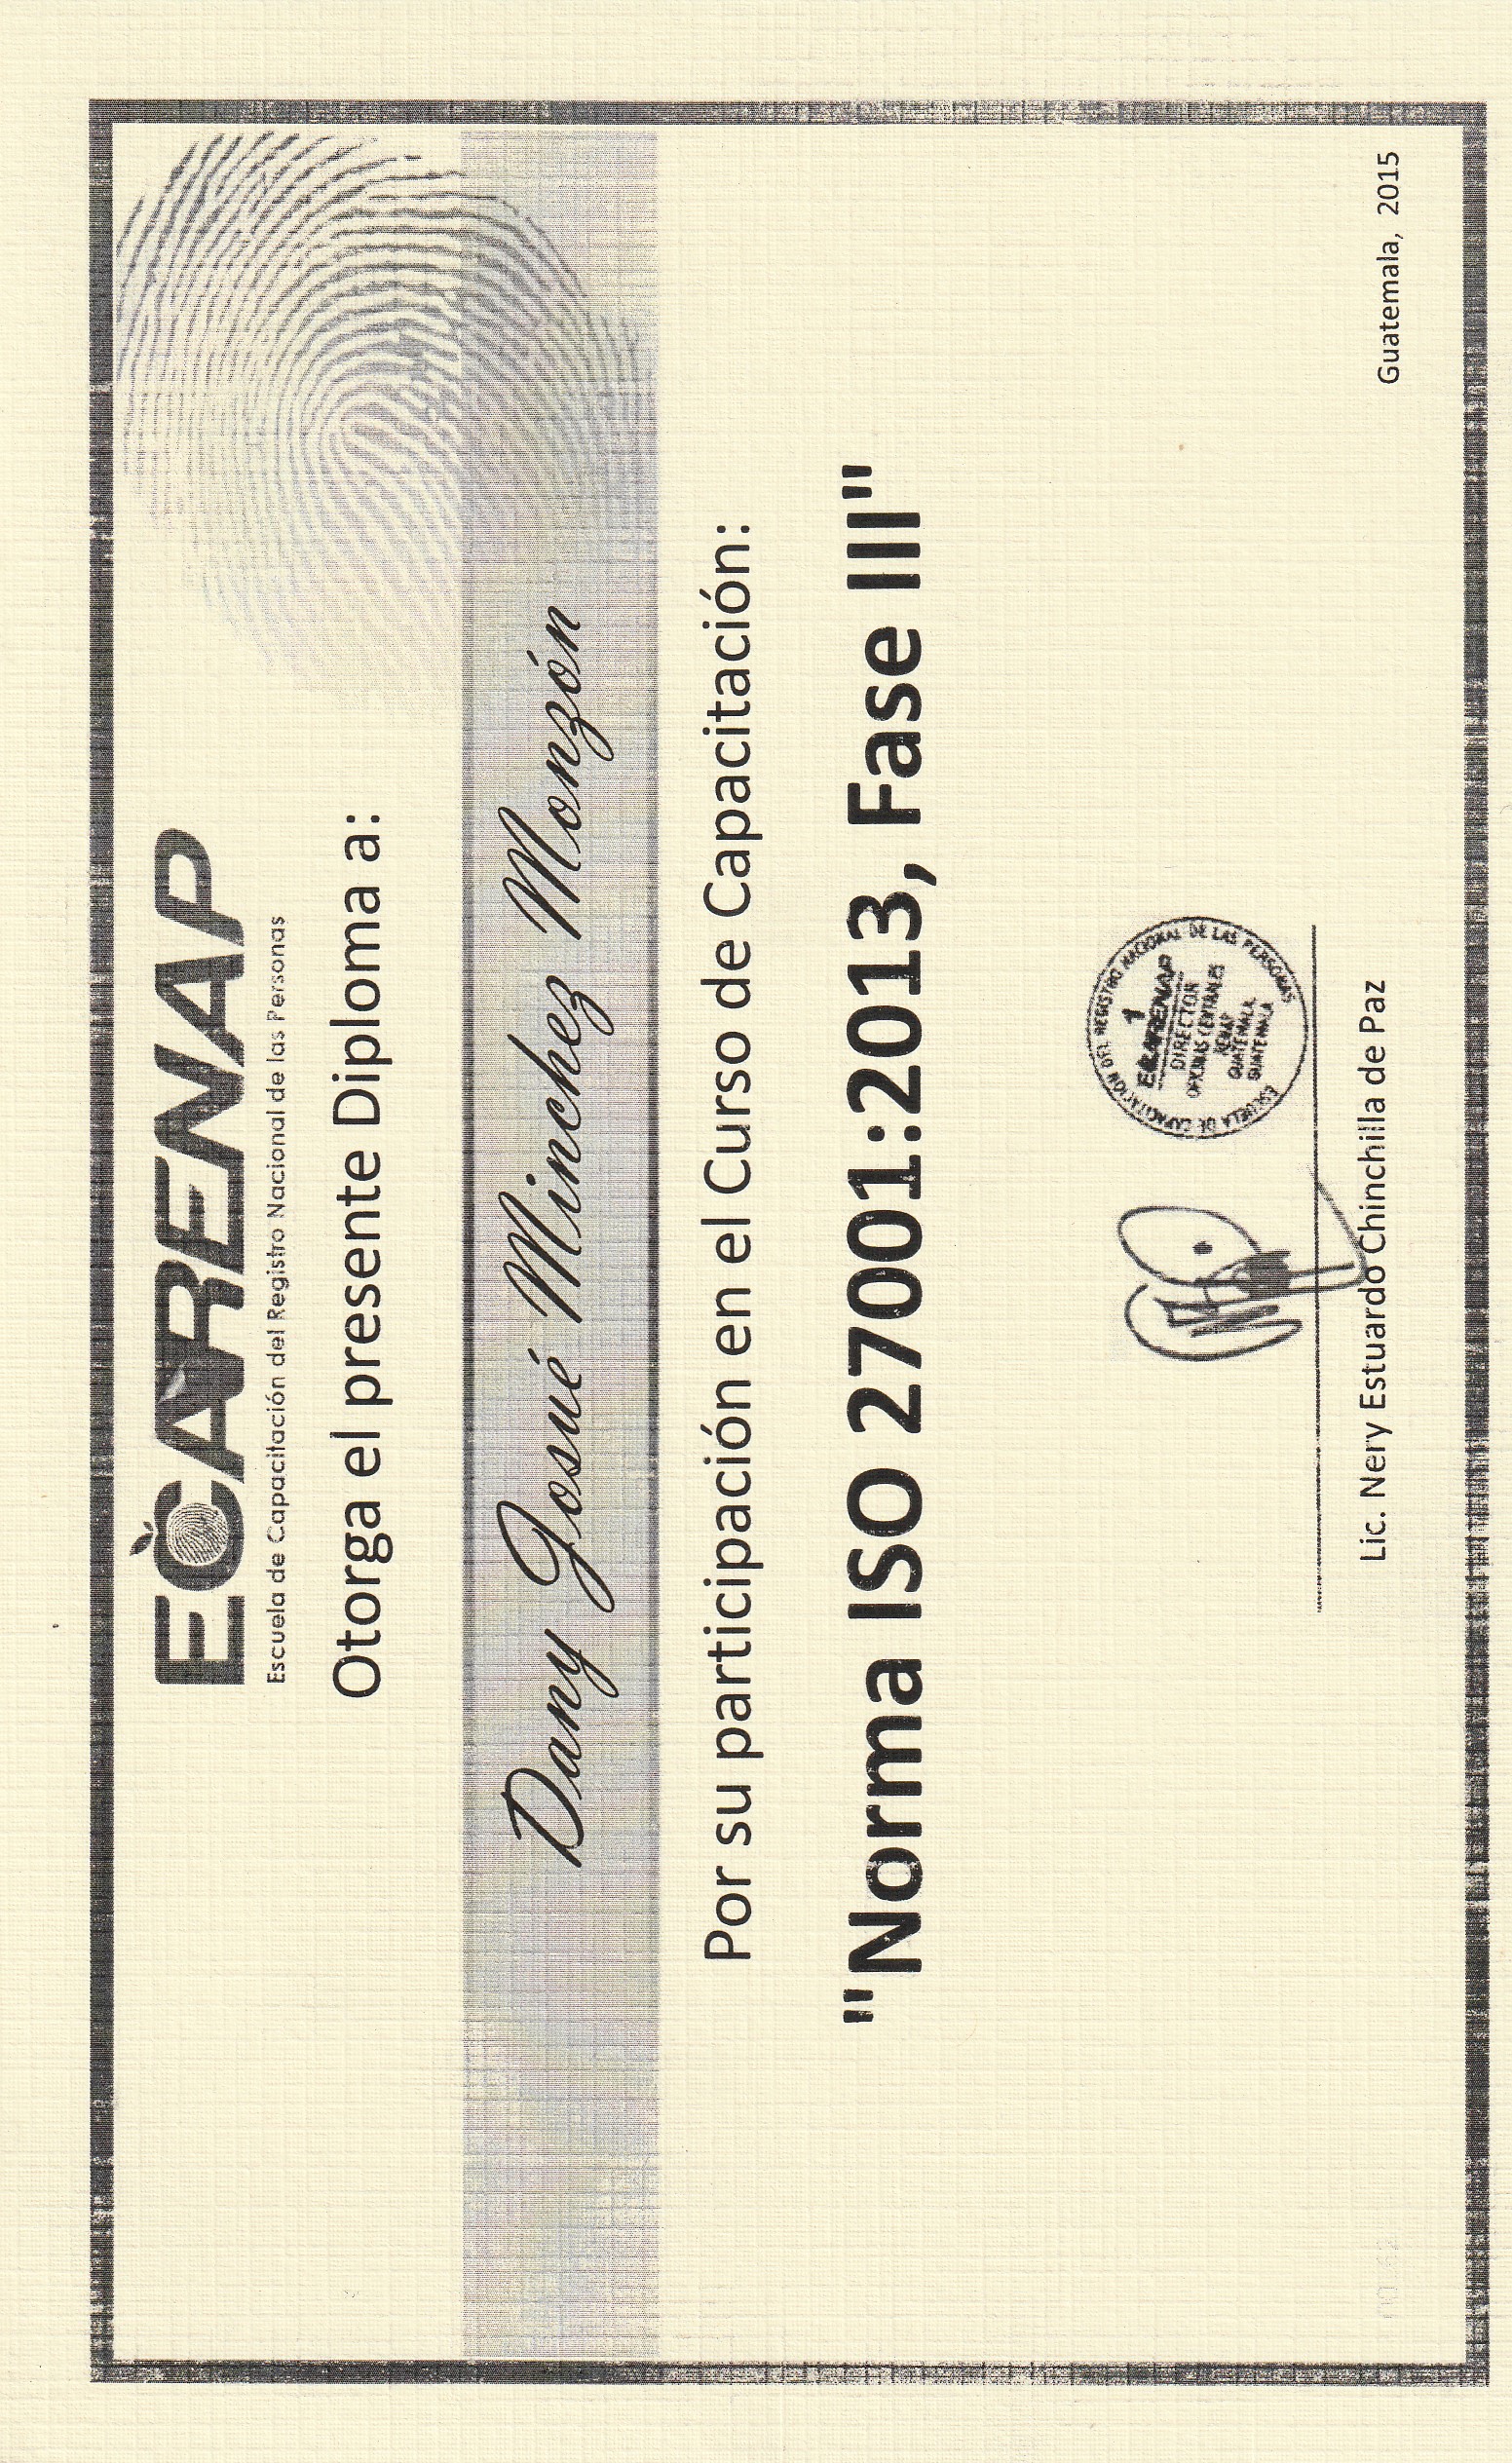 ECARENAP
Escuela de Capacitación del Registro Nacional de las Personas
Otorga el presente Diploma a:
Dany Josué Minchez Monzón
Por su participación en el Curso de Capacitación:
"Norma ISO 27001:2013, Fase III"
ESCUELA DE CAPACITACIÓN DEL REGISTRO NACIONAL DE LAS PERSONAS
1
ECARENAP
DIRECTOR
OFICINAS CENTRALES
RENAP
GUATEMALA,
GUATEMALA
Lic. Nery Estuardo Chinchilla de Paz
Guatemala, 2015